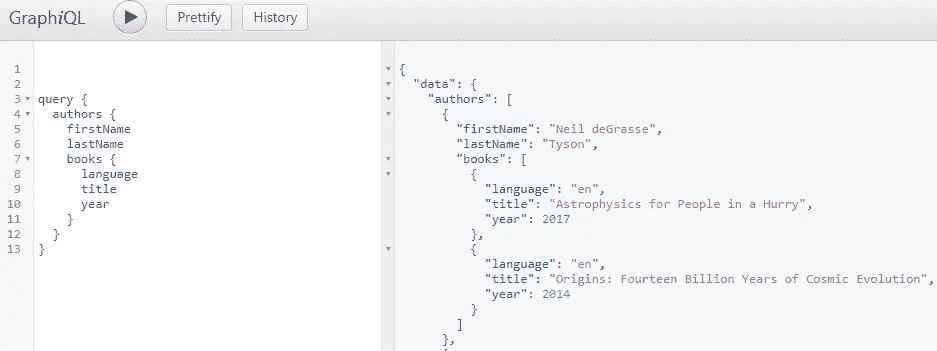 GraphiQL Prettify History
1
2
3 query {
4 authors {
5 firstName
6 lastName
7 books {
8 language
9 title
10 year
11 }
12 }
13 }
{
"data": {
"authors": [
{
"firstName": "Neil deGrasse",
"lastName": "Tyson",
"books": [
{
"language": "en",
"title": "Astrophysics for People in a Hurry",
"year": 2017
},
{
"language": "en",
"title": "Origins: Fourteen Billion Years of Cosmic Evolution",
"year": 2014
}
]
},
{